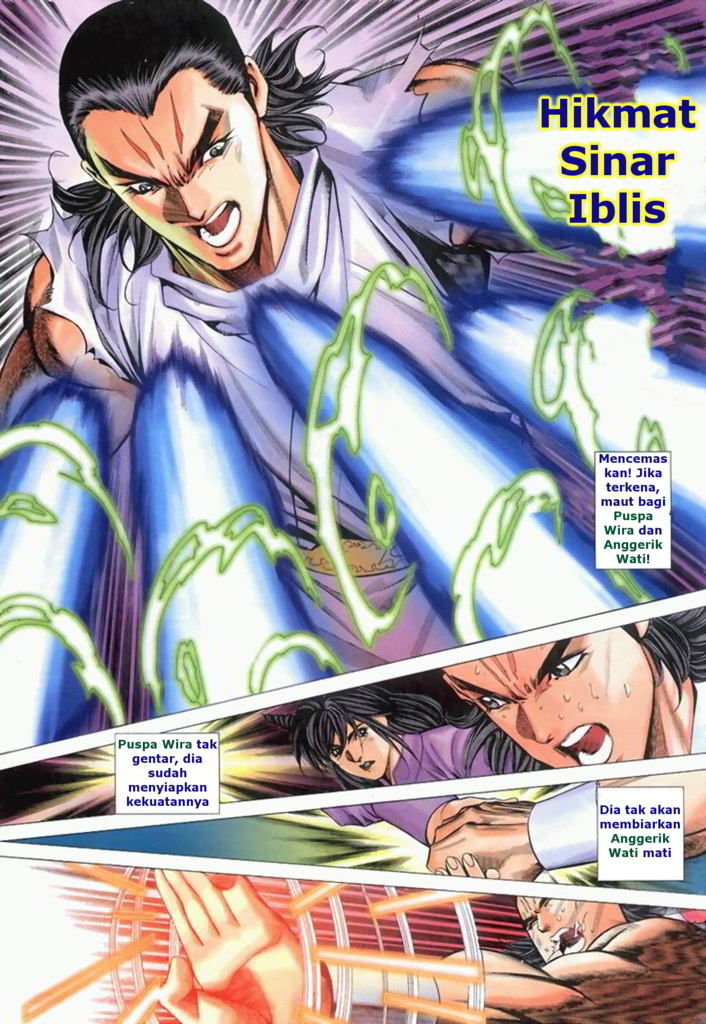 Hikmat
Sinar
Iblis
Mencemas
kan! Jika
terkena,
maut bagi
Puspa
Wira dan
Anggerik
Wati!
Puspa Wira tak
gentar, dia
sudah
menyiapkan
kekuatannya
Dia tak akan
membiarkan
Anggerik
Wati mati